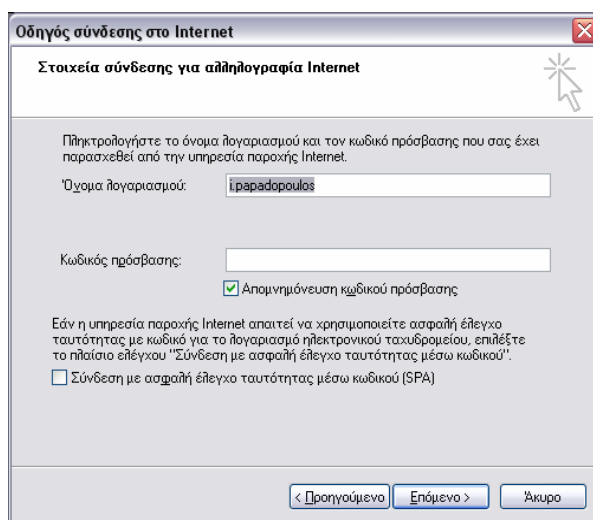 Οδηγός σύνδεσης στο Internet
Στοιχεία σύνδεσης για αλληλογραφία Internet
Πληκτρολογήστε το όνομα λογαριασμού και τον κωδικό πρόσβασης που σας έχει
παρασχεθεί από την υπηρεσία παροχής Internet.
Όνομα λογαριασμού:
i.papadopoulos
Κωδικός πρόσβασης:
Απομνημόνευση κωδικού πρόσβασης
Εάν η υπηρεσία παροχής Internet απαιτεί να χρησιμοποιείτε ασφαλή έλεγχο
ταυτότητας με κωδικό για το λογαριασμό ηλεκτρονικού ταχυδρομείου, επιλέξτε
το πλαίσιο ελέγχου "Σύνδεση με ασφαλή έλεγχο ταυτότητας μέσω κωδικού".
Σύνδεση με ασφαλή έλεγχο ταυτότητας μέσω κωδικού (SPA)
< Προηγούμενο Επόμενο > Άκυρο